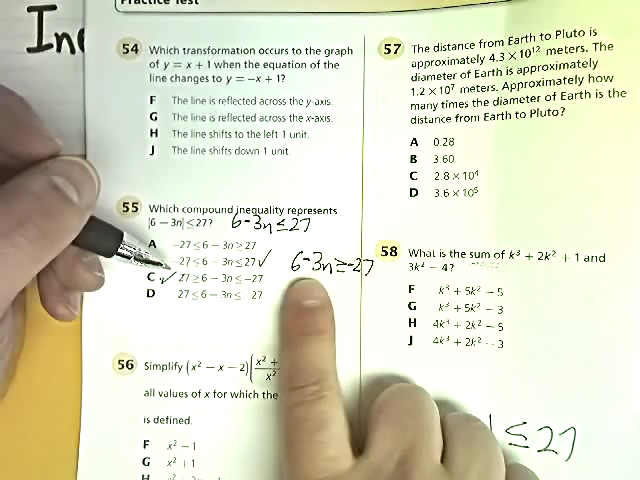 Practice Test
54 Which transformation occurs to the graph
of y = x + 1 when the equation of the
line changes to y = −x + 1?
F The line is reflected across the y-axis.
G The line is reflected across the x-axis.
H The line shifts to the left 1 unit.
J The line shifts down 1 unit.
55 Which compound inequality represents
|6 − 3n| ≤ 27? 6-3n ≤ 27
A −27 ≤ 6 − 3n ≥ 27
−27 ≤ 6 − 3n ≤ 27 ✓
C ✓ 27 ≥ 6 − 3n ≤ −27
D 27 ≤ 6 − 3n ≤ 27
6-3n ≥ -27
56 Simplify (x² − x − 2)
all values of x for which the
is defined.
F x² − 1
G x² + 1
H
57 The distance from Earth to Pluto is
approximately 4.3 × 10¹² meters. The
diameter of Earth is approximately
1.2 × 10⁷ meters. Approximately how
many times the diameter of Earth is the
distance from Earth to Pluto?
A 0.28
B 3.60
C 2.8 × 10⁴
D 3.6 × 10⁵
58 What is the sum of k³ + 2k² + 1 and
3k² − 4?
F k³ + 5k² − 5
G k³ + 5k² − 3
H 4k³ + 2k² − 5
J 4k³ + 2k² − 3
≤ 27